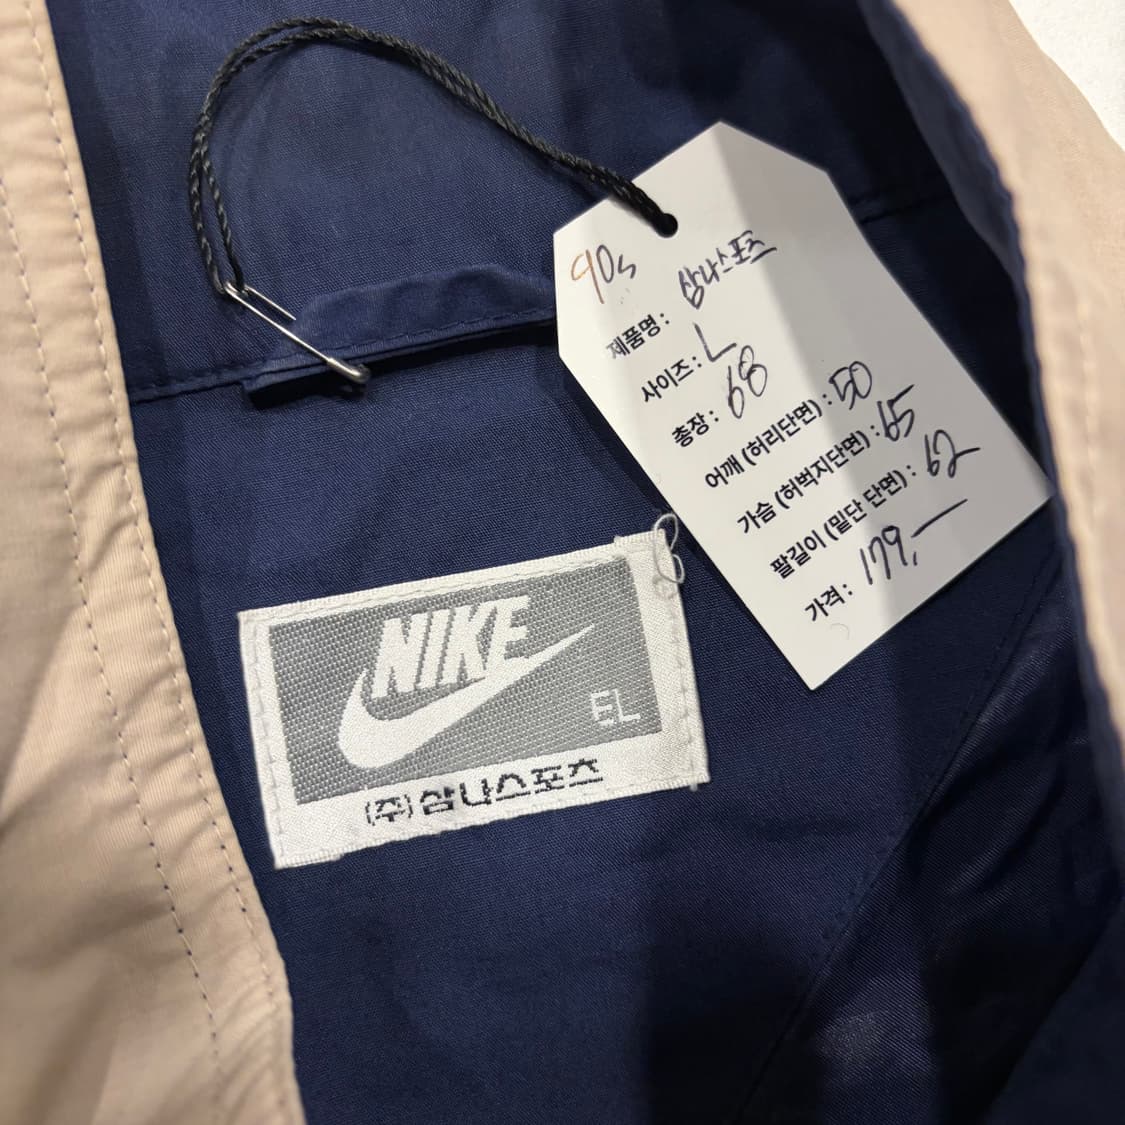 90s
제품명: 삼나스포츠
사이즈: L
총장: 68
어깨 (허리단면): 50
가슴 (허벅지단면): 65
팔길이 (밑단 단면): 62
가격: 179,-
NIKE
EL
(주)삼나스포츠